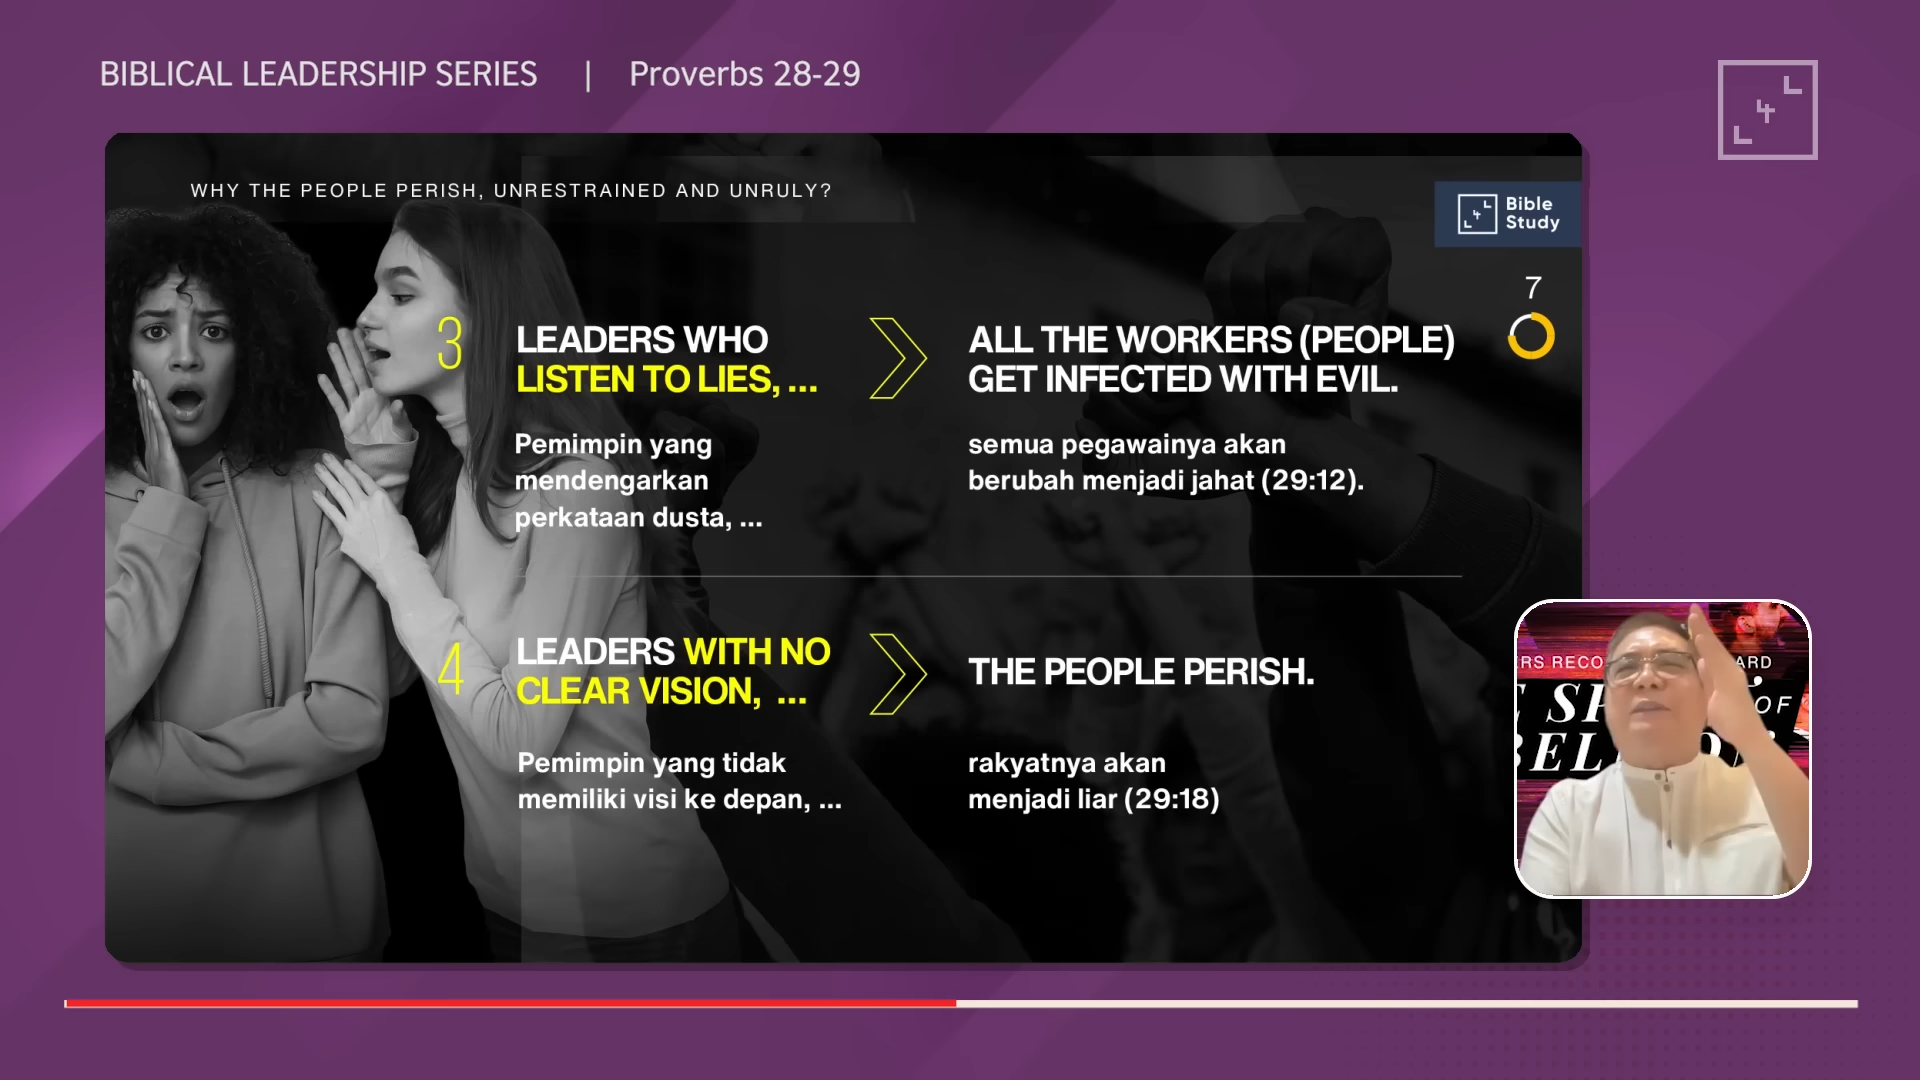 BIBLICAL LEADERSHIP SERIES | Proverbs 28-29
WHY THE PEOPLE PERISH, UNRESTRAINED AND UNRULY?
Bible
Study
7
3
LEADERS WHO
LISTEN TO LIES, ...
ALL THE WORKERS (PEOPLE)
GET INFECTED WITH EVIL.
Pemimpin yang
mendengarkan
perkataan dusta, ...
semua pegawainya akan
berubah menjadi jahat (29:12).
4
LEADERS WITH NO
CLEAR VISION, ...
THE PEOPLE PERISH.
Pemimpin yang tidak
memiliki visi ke depan, ...
rakyatnya akan
menjadi liar (29:18)
OF